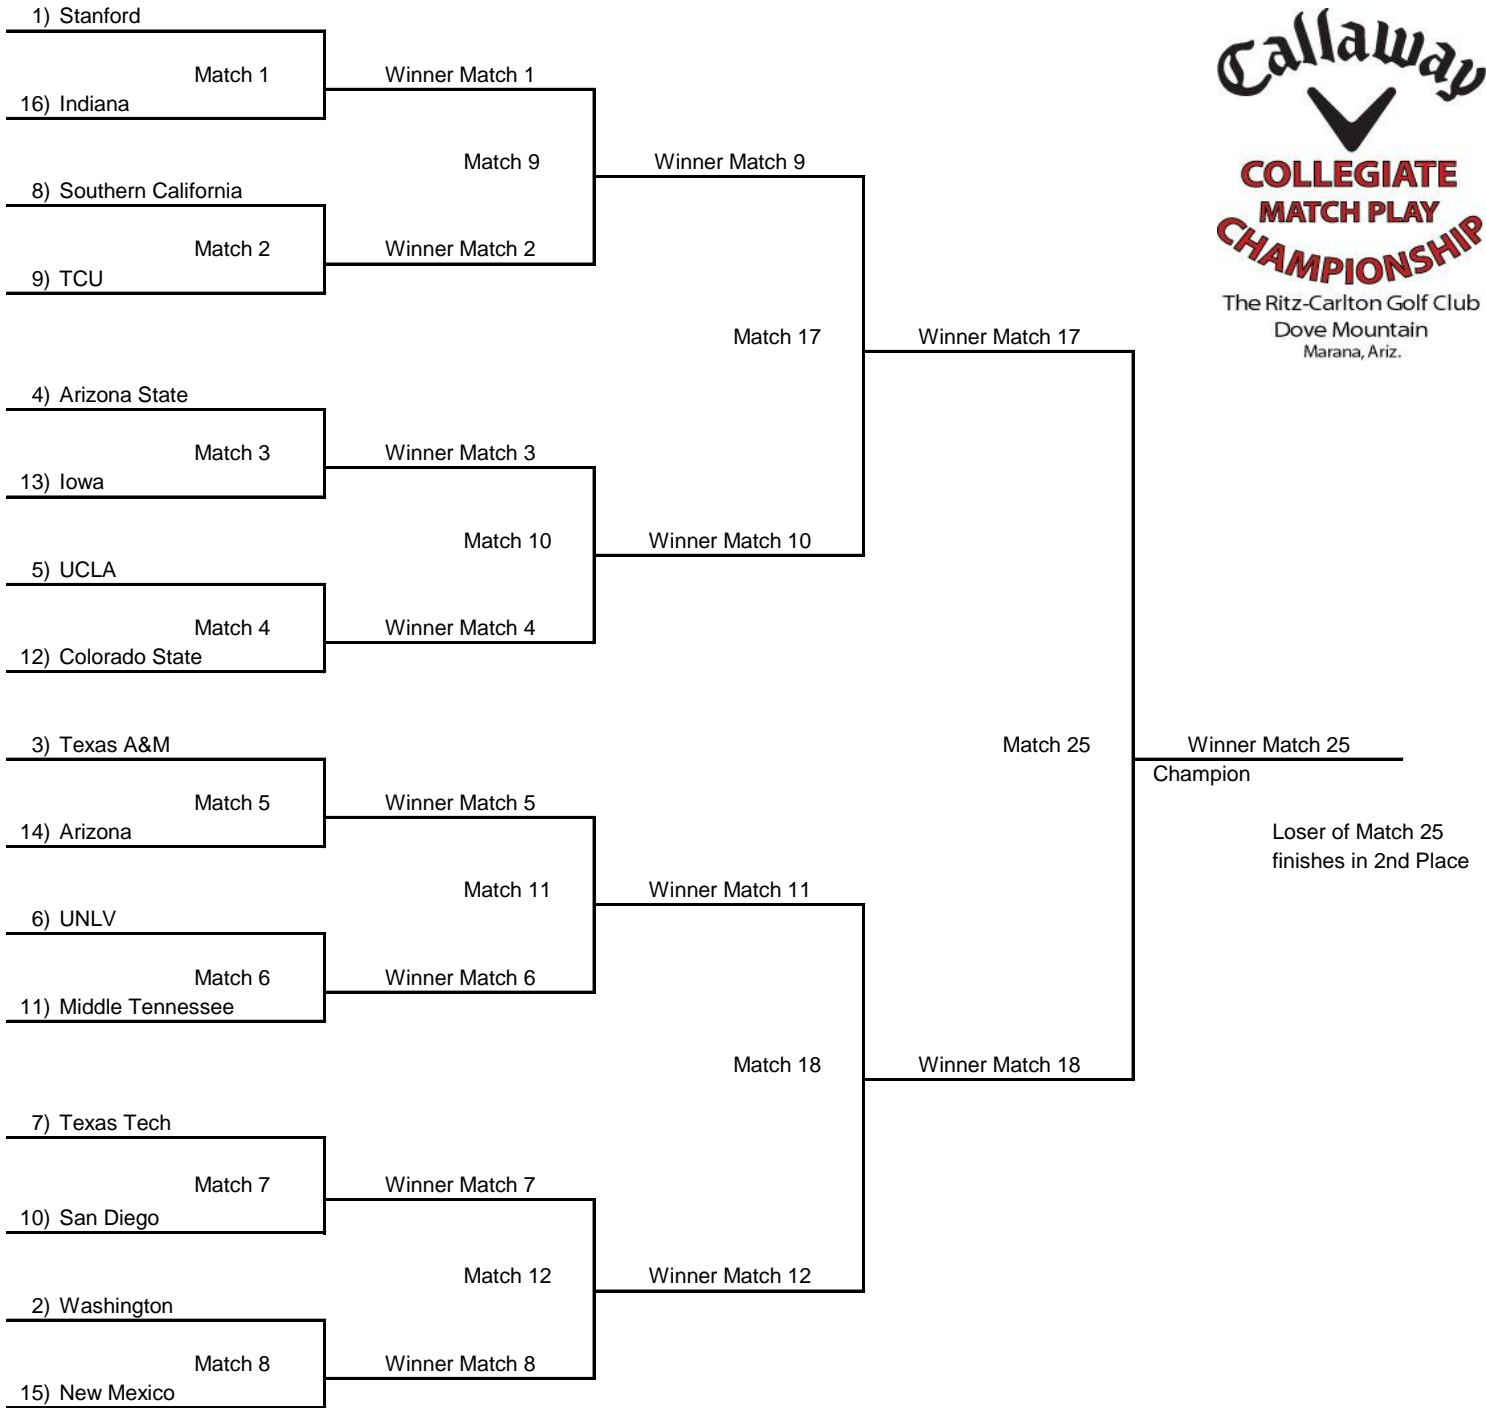 1) Stanford
Match 1
Winner Match 1
16) Indiana
Match 9
Winner Match 9
8) Southern California
Match 2
Winner Match 2
9) TCU
Match 17
Winner Match 17
4) Arizona State
Match 3
Winner Match 3
13) Iowa
Match 10
Winner Match 10
5) UCLA
Match 4
Winner Match 4
12) Colorado State
3) Texas A&M
Match 25
Winner Match 25
Champion
Match 5
Winner Match 5
14) Arizona
Loser of Match 25
finishes in 2nd Place
Match 11
Winner Match 11
6) UNLV
Match 6
Winner Match 6
11) Middle Tennessee
Match 18
Winner Match 18
7) Texas Tech
Match 7
Winner Match 7
10) San Diego
Match 12
Winner Match 12
2) Washington
Match 8
Winner Match 8
15) New Mexico
Callaway
COLLEGIATE
MATCH PLAY
CHAMPIONSHIP
The Ritz-Carlton Golf Club
Dove Mountain
Marana, Ariz.